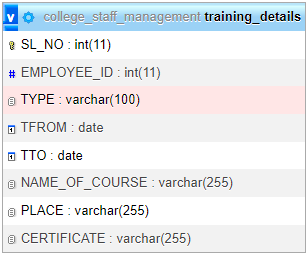 v college_staff_management training_details
SL_NO : int(11)
# EMPLOYEE_ID : int(11)
TYPE : varchar(100)
TFROM : date
TTO : date
NAME_OF_COURSE : varchar(255)
PLACE : varchar(255)
CERTIFICATE : varchar(255)